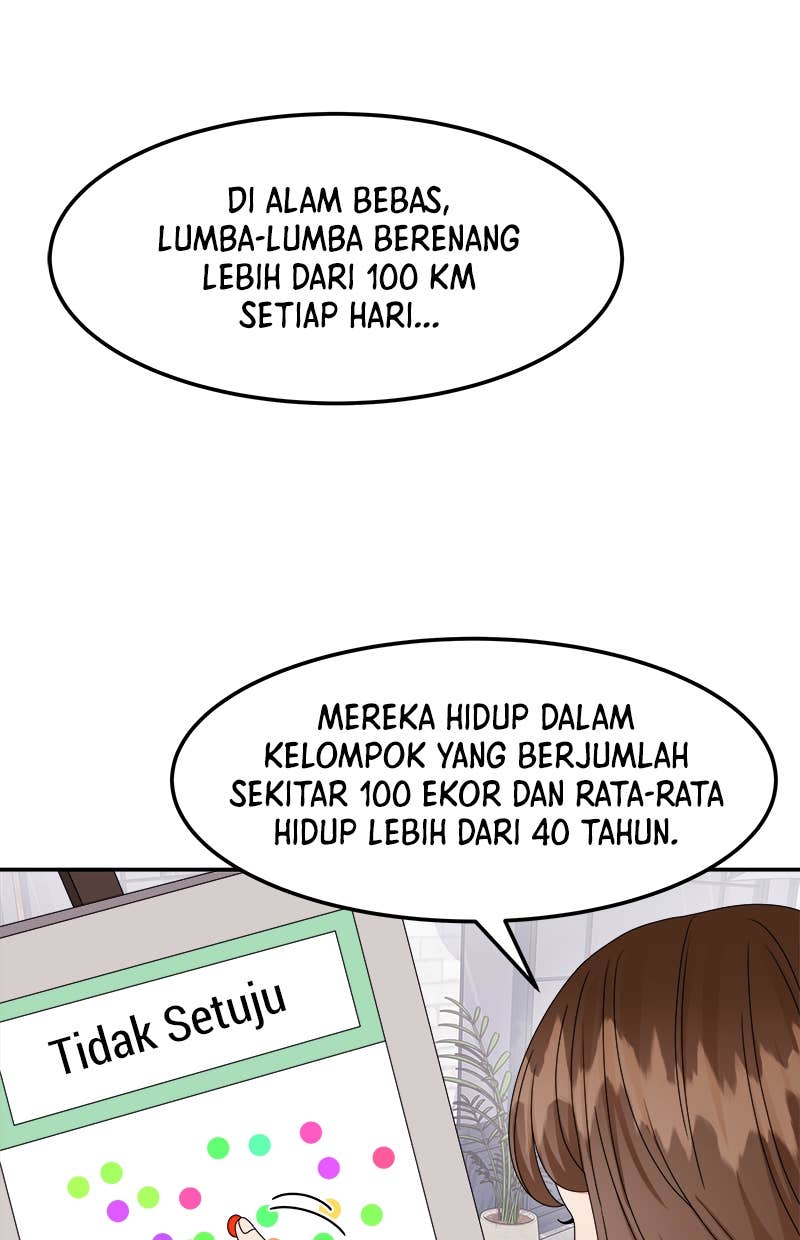 DI ALAM BEBAS,
LUMBA-LUMBA BERENANG
LEBIH DARI 100 KM
SETIAP HARI...
MEREKA HIDUP DALAM
KELOMPOK YANG BERJUMLAH
SEKITAR 100 EKOR DAN RATA-RATA
HIDUP LEBIH DARI 40 TAHUN.
Tidak Setuju